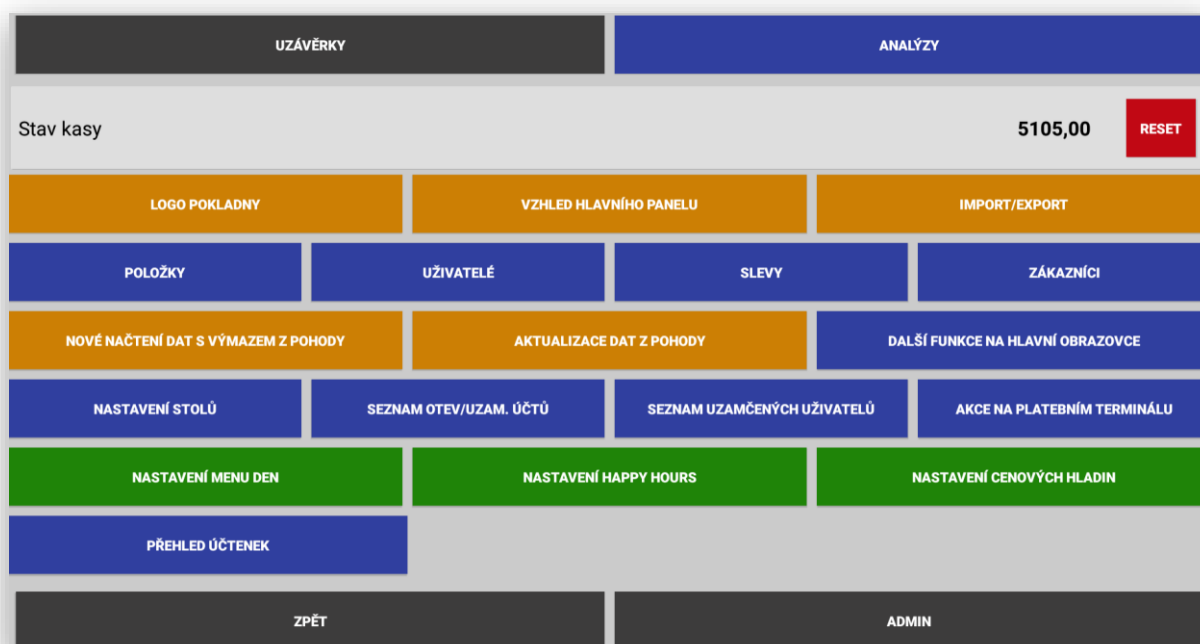 UZÁVĚRKY ANALÝZY
Stav kasy 5105,00 RESET
LOGO POKLADNY VZHLED HLAVNÍHO PANELU IMPORT/EXPORT
POLOŽKY UŽIVATELÉ SLEVY ZÁKAZNÍCI
NOVÉ NAČTENÍ DAT S VÝMAZEM Z POHODY AKTUALIZACE DAT Z POHODY DALŠÍ FUNKCE NA HLAVNÍ OBRAZOVCE
NASTAVENÍ STOLŮ SEZNAM OTEV/UZAM. ÚČTŮ SEZNAM UZAMČENÝCH UŽIVATELŮ AKCE NA PLATEBNÍM TERMINÁLU
NASTAVENÍ MENU DEN NASTAVENÍ HAPPY HOURS NASTAVENÍ CENOVÝCH HLADIN
PŘEHLED ÚČTENEK
ZPĚT ADMIN